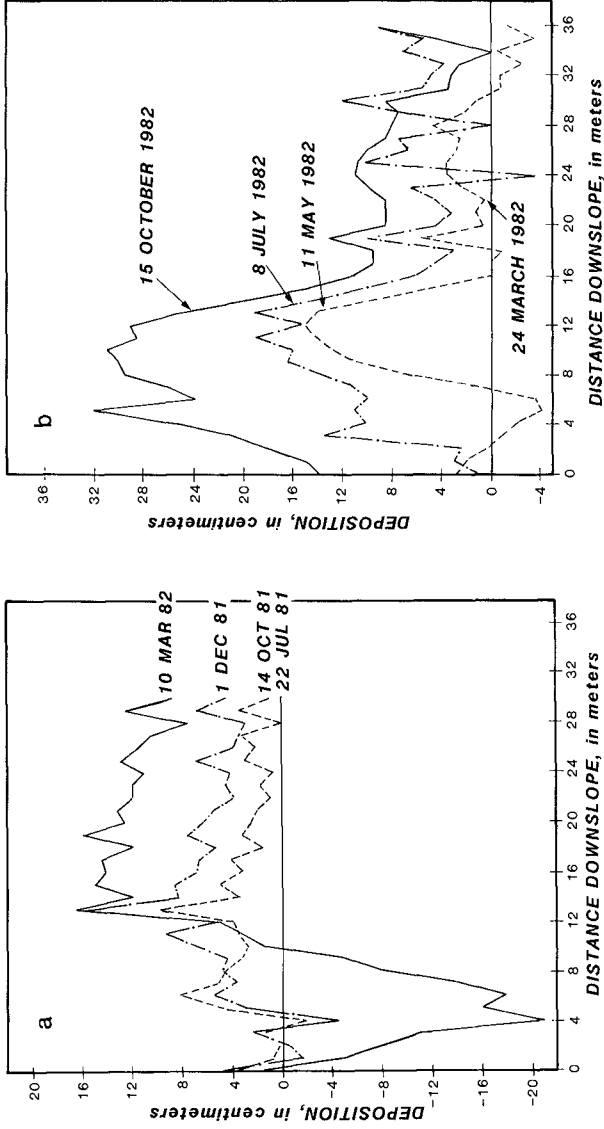 a
10 MAR 82
1 DEC 81
14 OCT 81
22 JUL 81
20
16
12
8
4
0
-4
-8
-12
-16
-20
DEPOSITION, in centimeters
0 4 8 12 16 20 24 28 32 36
DISTANCE DOWNSLOPE, in meters
b
15 OCTOBER 1982
8 JULY 1982
11 MAY 1982
24 MARCH 1982
36
32
28
24
20
16
12
8
4
0
-4
DEPOSITION, in centimeters
0 4 8 12 16 20 24 28 32 36
DISTANCE DOWNSLOPE, in meters